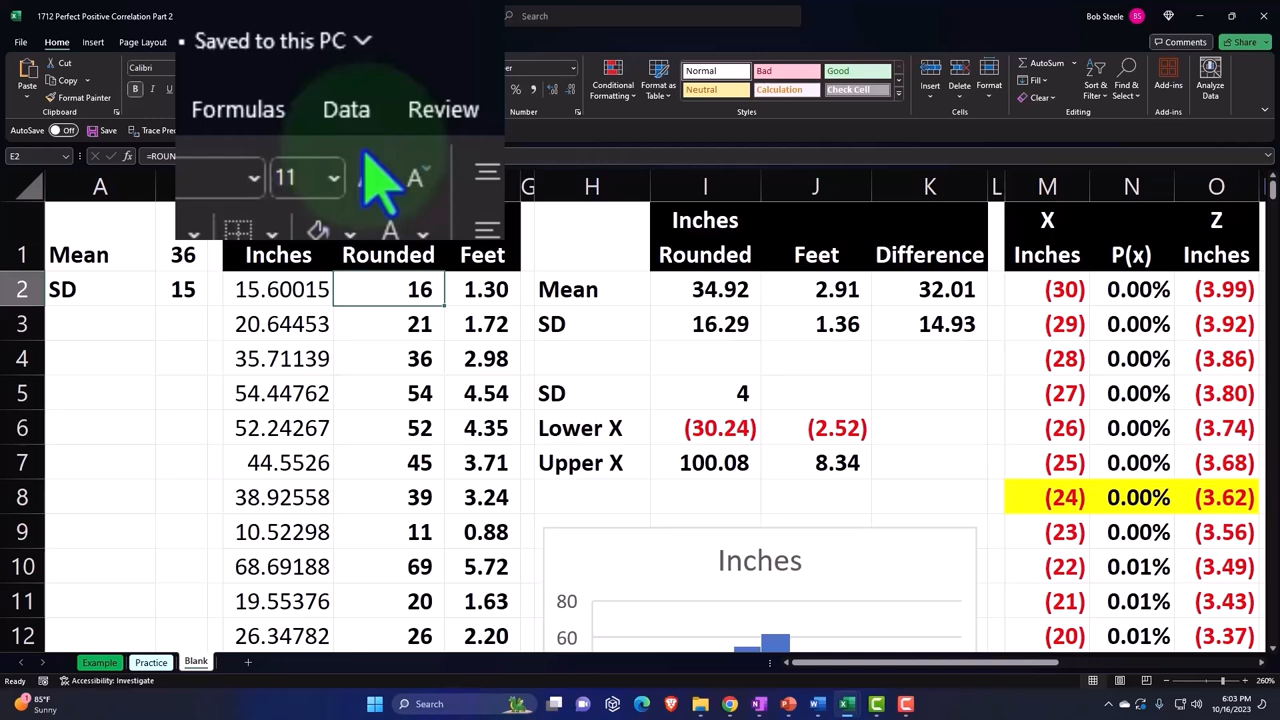 1712 Perfect Positive Correlation Part 2
• Saved to this PC
Search
Bob Steele BS
File Home Insert Page Layout
Formulas Data Review
Comments Share
Paste Cut Copy Format Painter
Clipboard
Calibri
B I
11
A A
Number
Conditional Formatting
Format as Table
Normal Bad Good
Neutral Calculation Check Cell
Styles
Insert Delete Format
Cells
AutoSum Fill Clear
Sort & Filter
Find & Select
Editing
Add-ins
Add-ins
Analyze Data
AutoSave Off Save Trace Prec
E2 fx =ROUN
A G H I J K L M N O
Inches X Z
1 Mean 36 Inches Rounded Feet Rounded Feet Difference Inches P(x) Inches
2 SD 15 15.60015 16 1.30 Mean 34.92 2.91 32.01 (30) 0.00% (3.99)
3 20.64453 21 1.72 SD 16.29 1.36 14.93 (29) 0.00% (3.92)
4 35.71139 36 2.98 (28) 0.00% (3.86)
5 54.44762 54 4.54 SD 4 (27) 0.00% (3.80)
6 52.24267 52 4.35 Lower X (30.24) (2.52) (26) 0.00% (3.74)
7 44.5526 45 3.71 Upper X 100.08 8.34 (25) 0.00% (3.68)
8 38.92558 39 3.24 (24) 0.00% (3.62)
9 10.52298 11 0.88 (23) 0.00% (3.56)
10 68.69188 69 5.72 Inches (22) 0.01% (3.49)
11 19.55376 20 1.63 80 (21) 0.01% (3.43)
12 26.34782 26 2.20 60 (20) 0.01% (3.37)
Example Practice Blank
Ready Accessibility: Investigate 260%
85°F
Sunny
Search
6:03 PM
10/16/2023